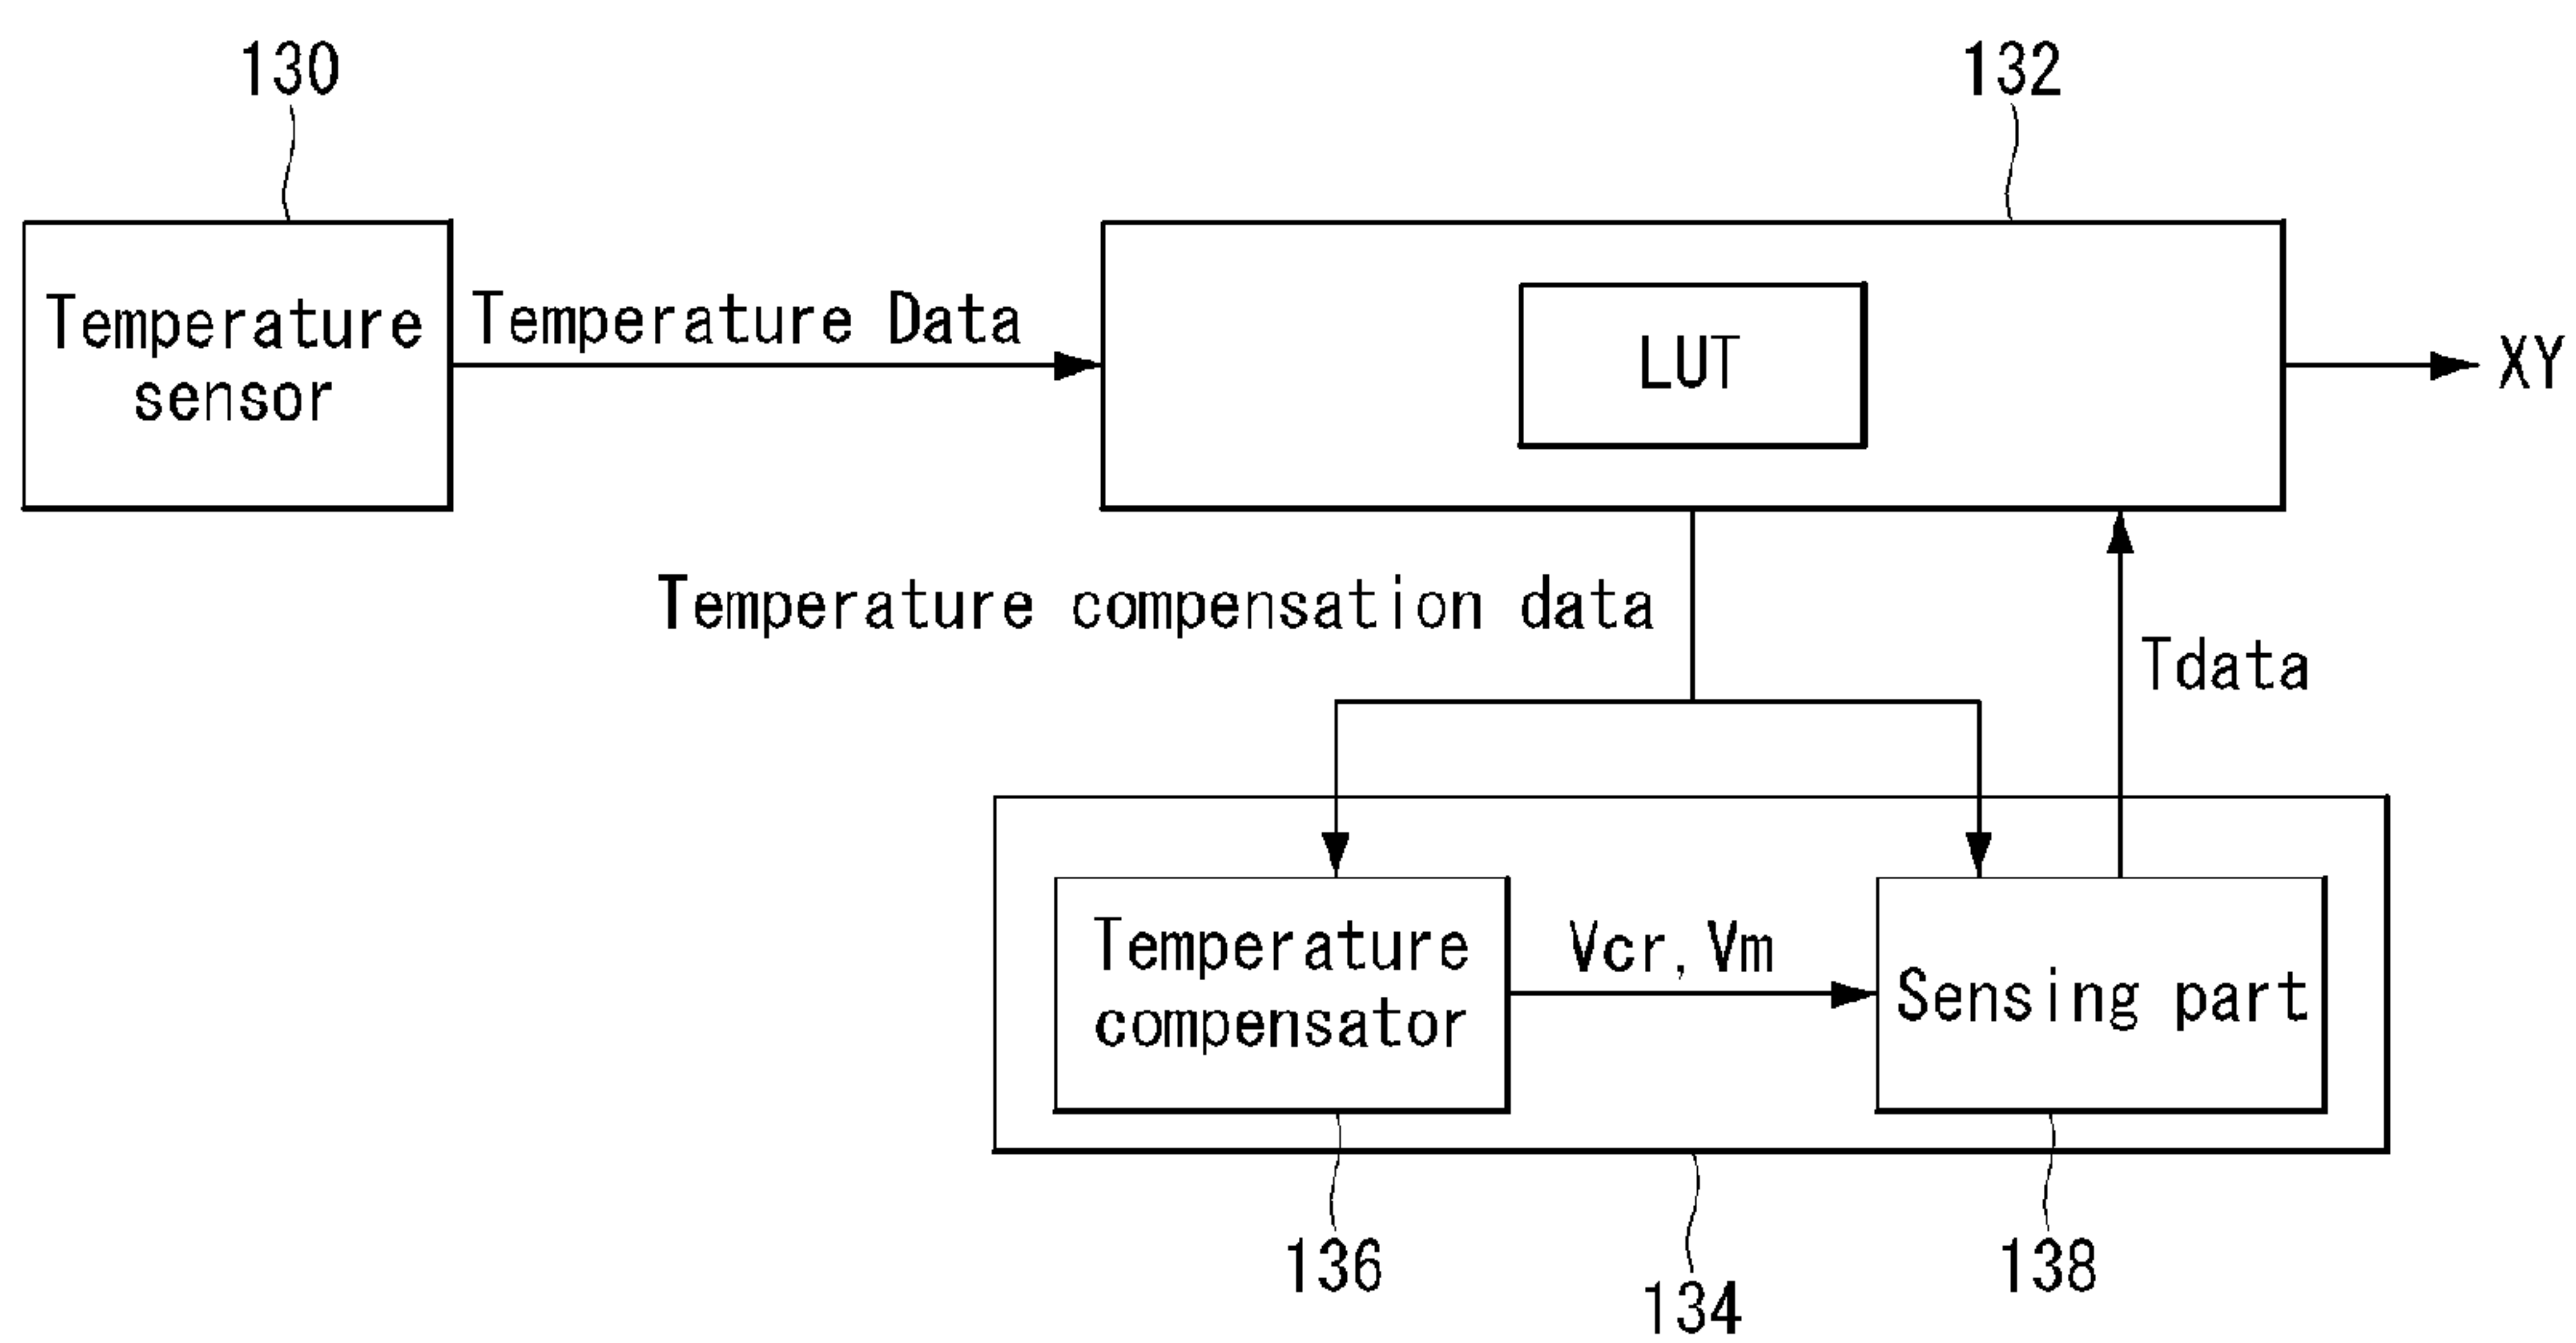 130
132
Temperature
sensor
Temperature Data
LUT
XY
Temperature compensation data
Tdata
Temperature
compensator
Vcr, Vm
Sensing part
136
134
138